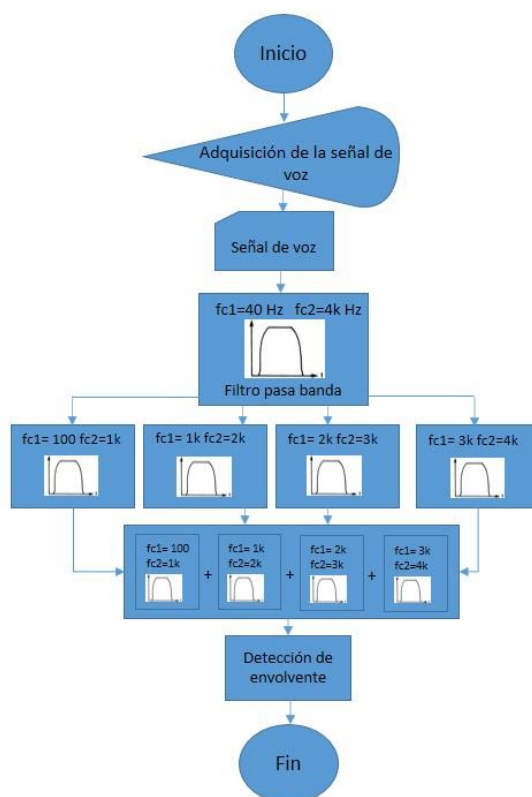 Inicio
Adquisición de la señal de
voz
Señal de voz
fc1=40 Hz fc2=4k Hz
Filtro pasa banda
fc1= 100 fc2=1k
fc1= 1k fc2=2k
fc1= 2k fc2=3k
fc1= 3k fc2=4k
fc1= 100
fc2=1k
+
fc1= 1k
fc2=2k
+
fc1= 2k
fc2=3k
+
fc1= 3k
fc2=4k
Detección de
envolvente
Fin